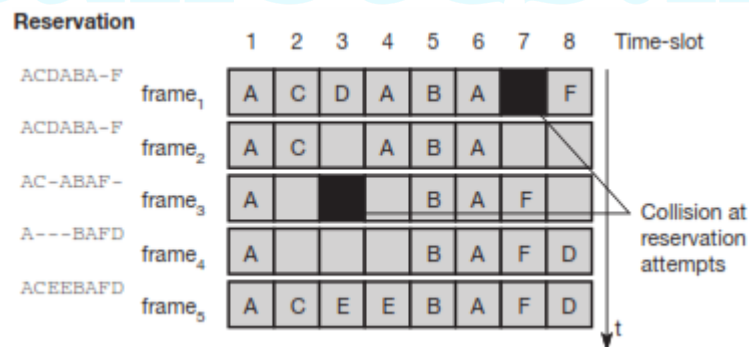 Reservation
1 2 3 4 5 6 7 8 Time-slot
ACDABA-F
frame1 A C D A B A F
ACDABA-F
frame2 A C A B A
AC-ABAF-
frame3 A B A F
Collision at
reservation
attempts
A---BAFD
frame4 A B A F D
ACEEBAFD
frame5 A C E E B A F D
t